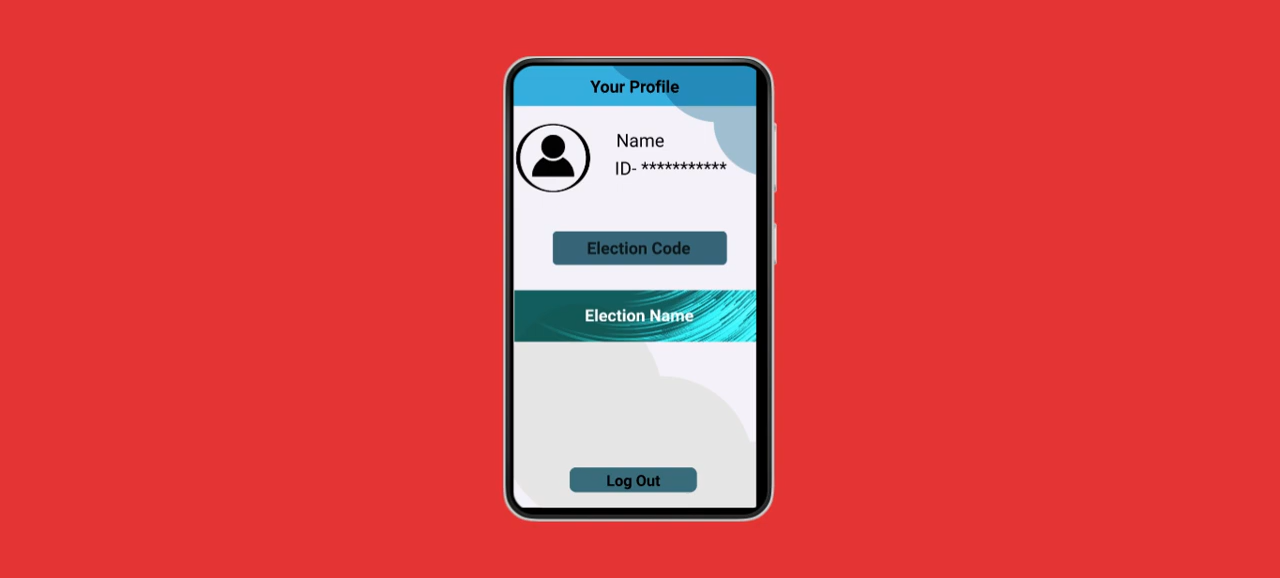 Your Profile
Name
ID- ***********
Election Code
Election Name
Log Out